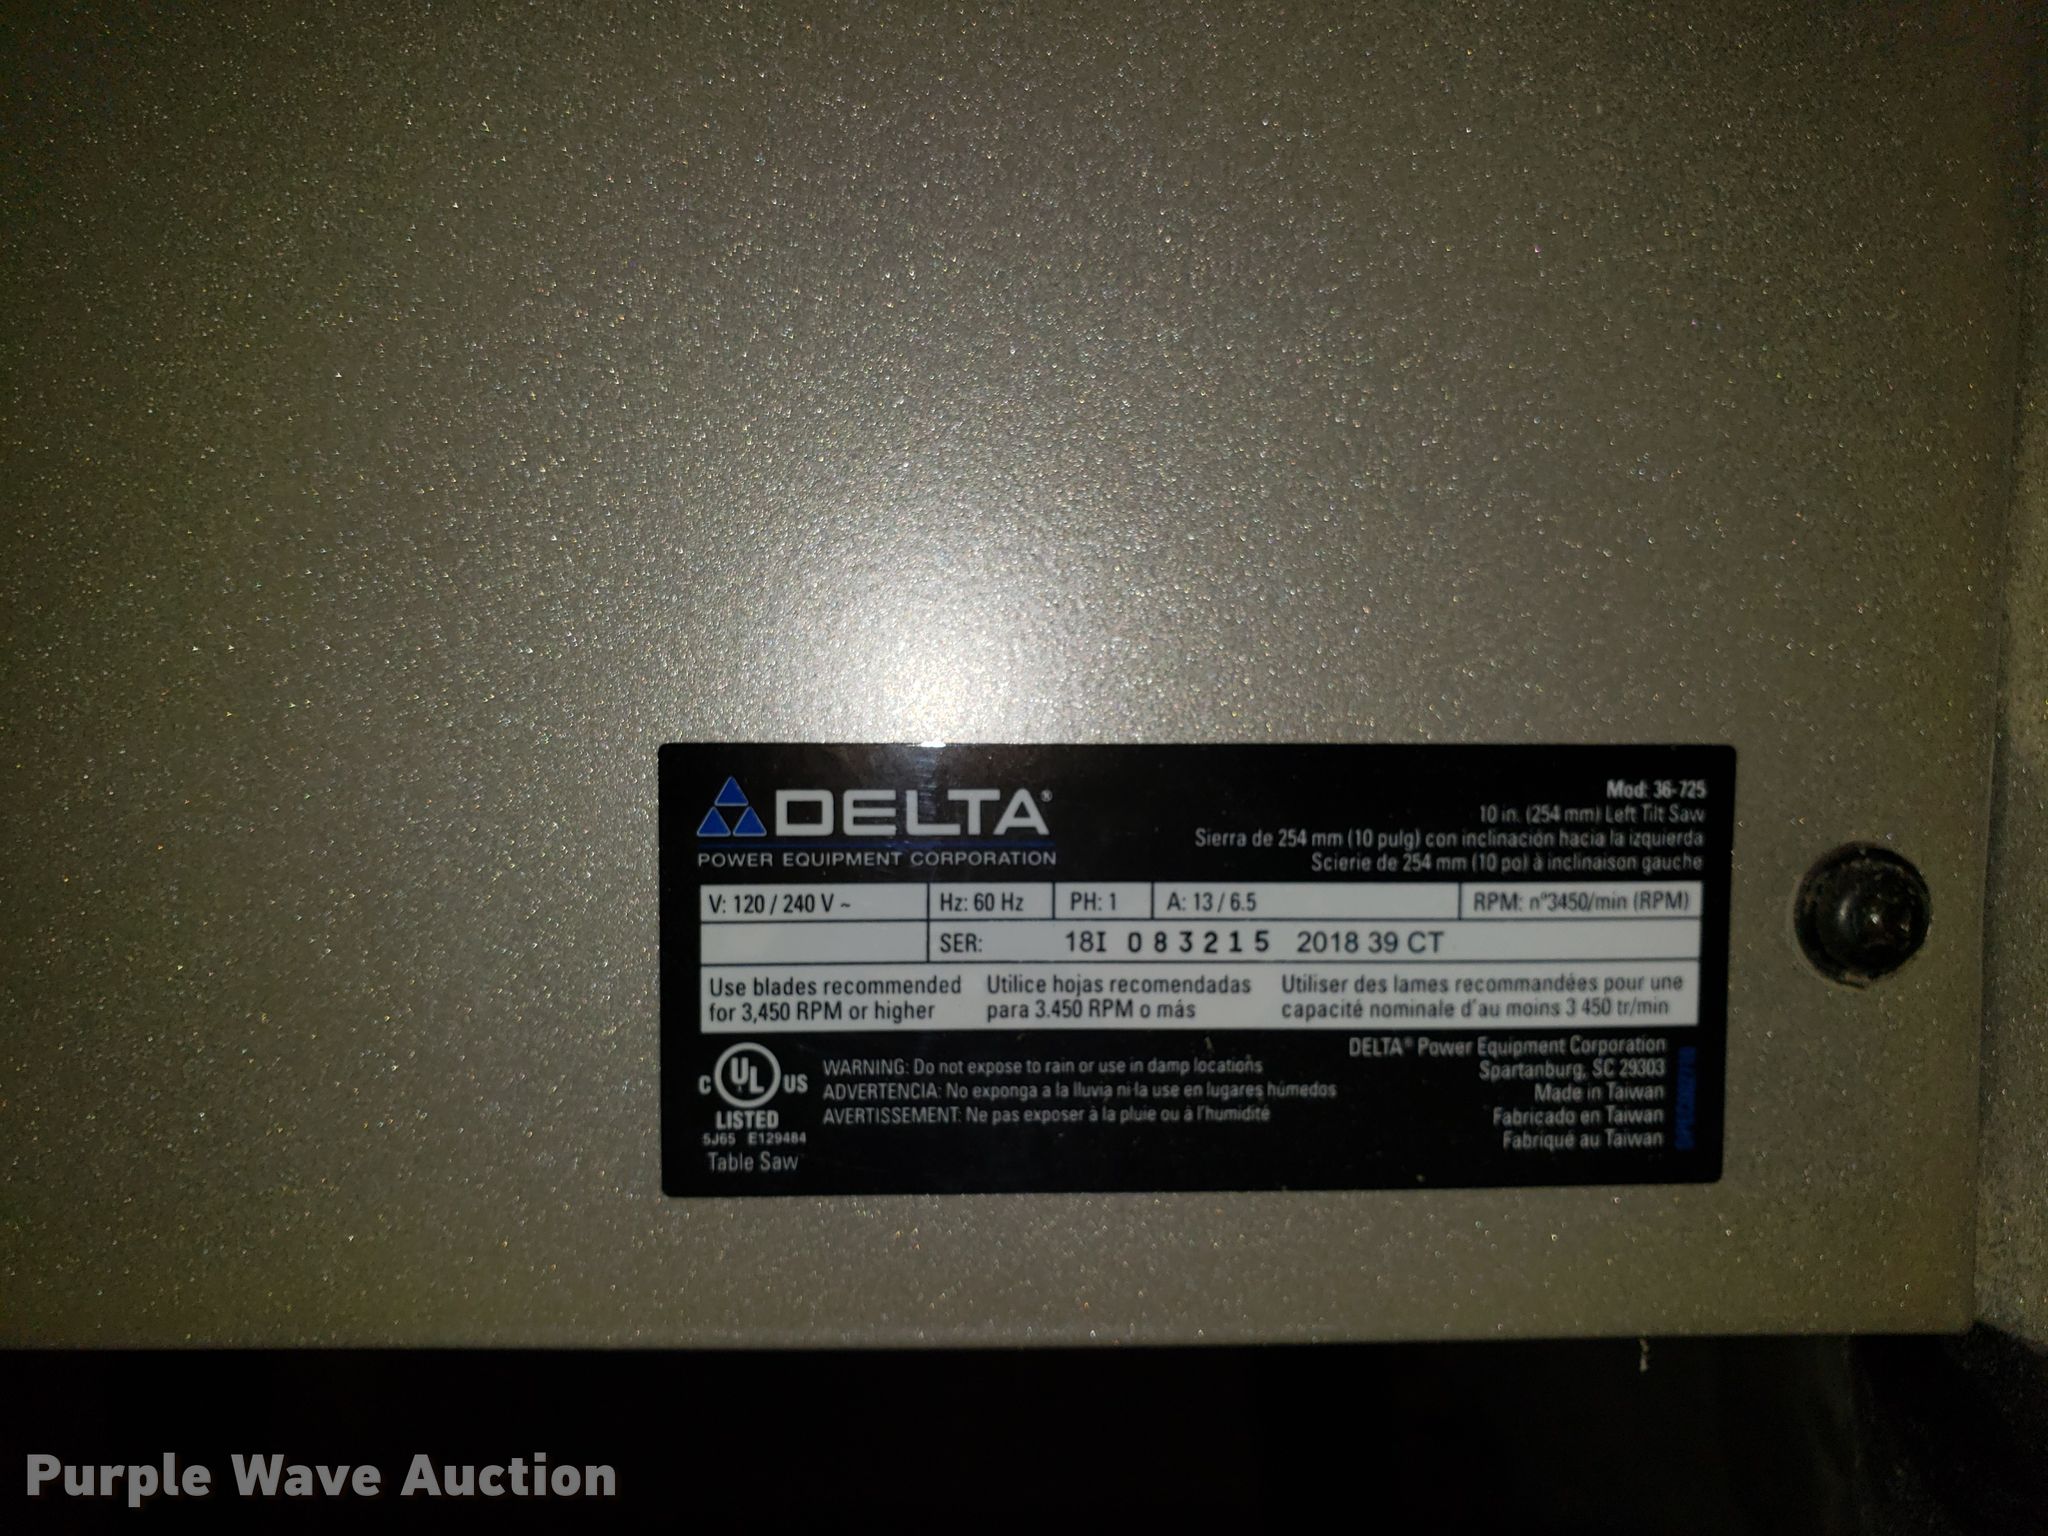 DELTA®
POWER EQUIPMENT CORPORATION
Mod: 36-725
10 in. (254 mm) Left Tilt Saw
Sierra de 254 mm (10 pulg) con inclinación hacia la izquierda
Scierie de 254 mm (10 po) à inclinaison gauche
V: 120 / 240 V ~ Hz: 60 Hz PH: 1 A: 13 / 6.5 RPM: n°3450/min (RPM)
SER: 18I 083215 2018 39 CT
Use blades recommended
for 3,450 RPM or higher
Utilice hojas recomendadas
para 3.450 RPM o más
Utiliser des lames recommandées pour une
capacité nominale d'au moins 3 450 tr/min
C UL US
LISTED
5J65 E129484
Table Saw
WARNING: Do not expose to rain or use in damp locations
ADVERTENCIA: No exponga a la lluvia ni la use en lugares húmedos
AVERTISSEMENT: Ne pas exposer à la pluie ou à l'humidité
DELTA® Power Equipment Corporation
Spartanburg, SC 29303
Made in Taiwan
Fabricado en Taiwan
Fabriqué au Taiwan
Purple Wave Auction